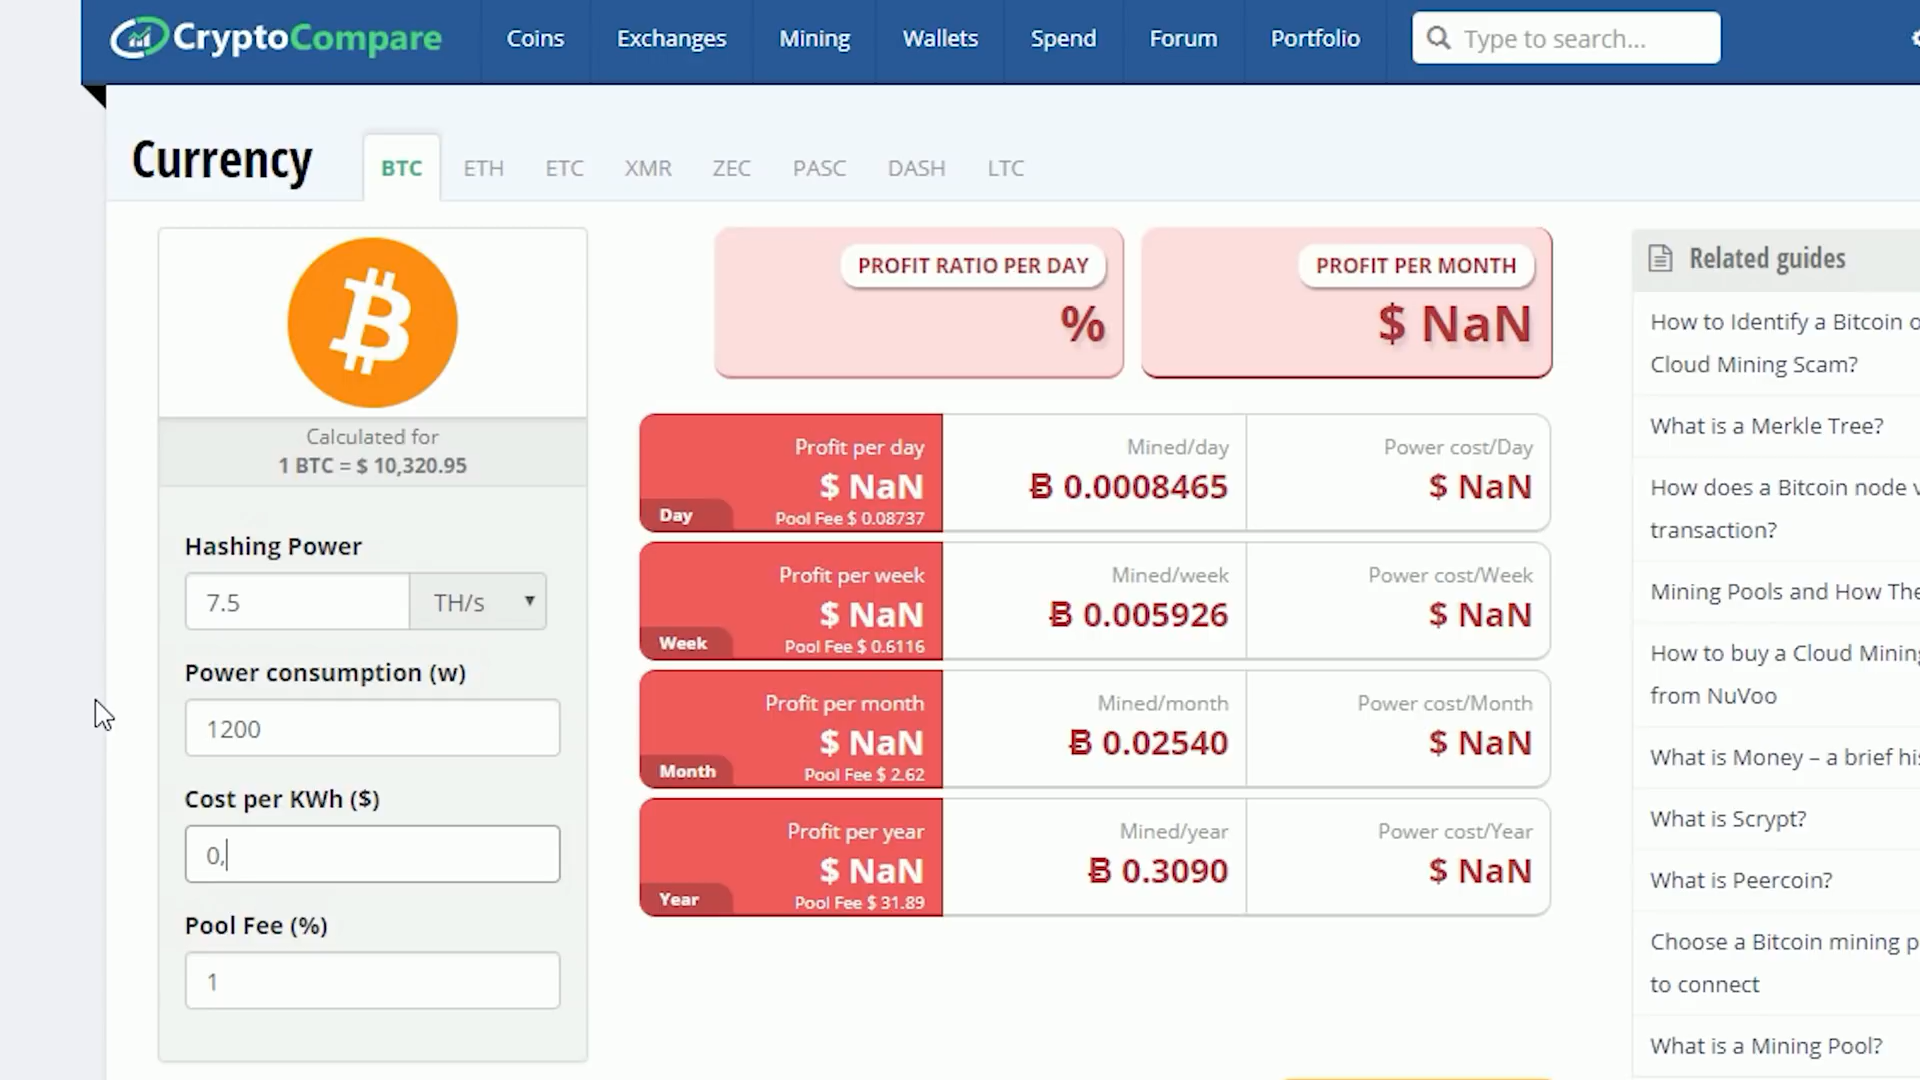 CryptoCompare
Coins
Exchanges
Mining
Wallets
Spend
Forum
Portfolio
Type to search...
Currency
BTC
ETH
ETC
XMR
ZEC
PASC
DASH
LTC
Calculated for
1 BTC = $ 10,320.95
Hashing Power
7.5
TH/s
Power consumption (w)
1200
Cost per KWh ($)
0,
Pool Fee (%)
1
PROFIT RATIO PER DAY
%
PROFIT PER MONTH
$ NaN
Profit per day
$ NaN
Day
Pool Fee $ 0.08737
Mined/day
Ƀ 0.0008465
Power cost/Day
$ NaN
Profit per week
$ NaN
Week
Pool Fee $ 0.6116
Mined/week
Ƀ 0.005926
Power cost/Week
$ NaN
Profit per month
$ NaN
Month
Pool Fee $ 2.62
Mined/month
Ƀ 0.02540
Power cost/Month
$ NaN
Profit per year
$ NaN
Year
Pool Fee $ 31.89
Mined/year
Ƀ 0.3090
Power cost/Year
$ NaN
Related guides
How to Identify a Bitcoin
Cloud Mining Scam?
What is a Merkle Tree?
How does a Bitcoin node
transaction?
Mining Pools and How
How to buy a Cloud
from NuVoo
What is Money – a brief
What is Scrypt?
What is Peercoin?
Choose a Bitcoin mining
to connect
What is a Mining Pool?